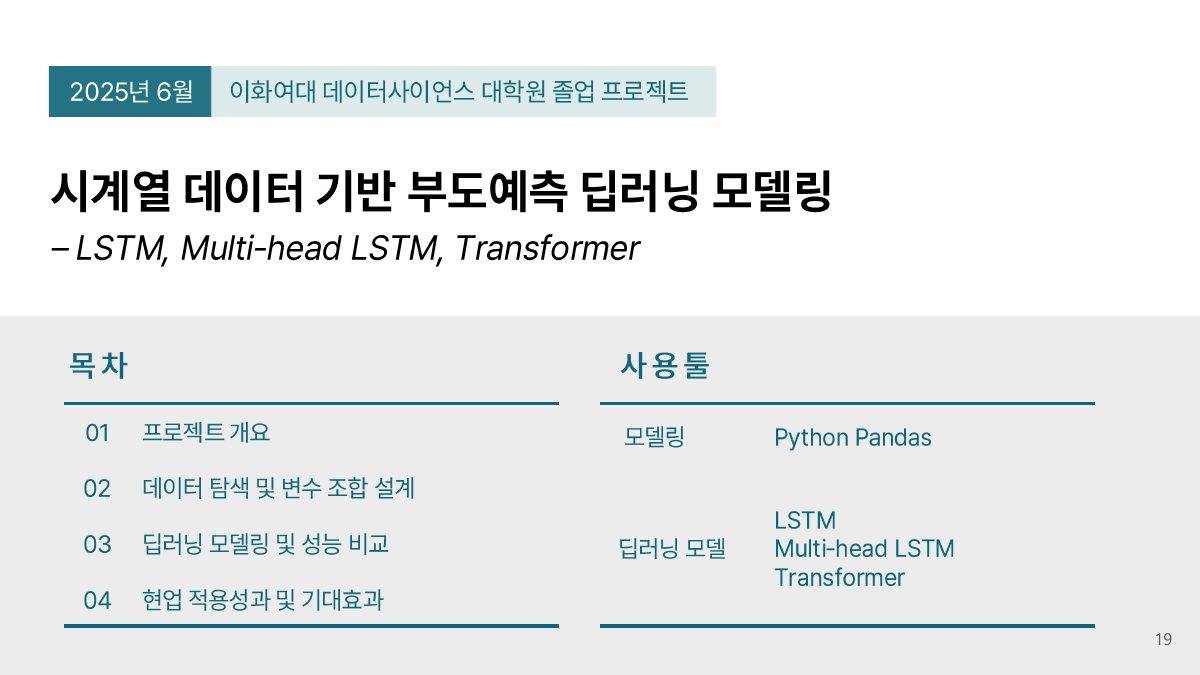 2025년 6월 이화여대 데이터사이언스 대학원 졸업 프로젝트
시계열 데이터 기반 부도예측 딥러닝 모델링
– LSTM, Multi-head LSTM, Transformer
목차
01 프로젝트 개요
02 데이터 탐색 및 변수 조합 설계
03 딥러닝 모델링 및 성능 비교
04 현업 적용성과 및 기대효과
사용툴
모델링 Python Pandas
딥러닝 모델
LSTM
Multi-head LSTM
Transformer
19